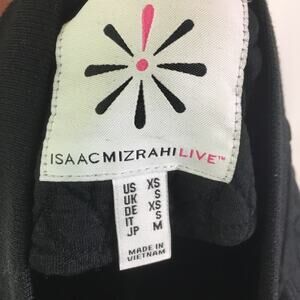 ISAACMIZRAHILIVE™
US XS
UK S
DE XS
IT S
JP M
MADE IN
VIETNAM